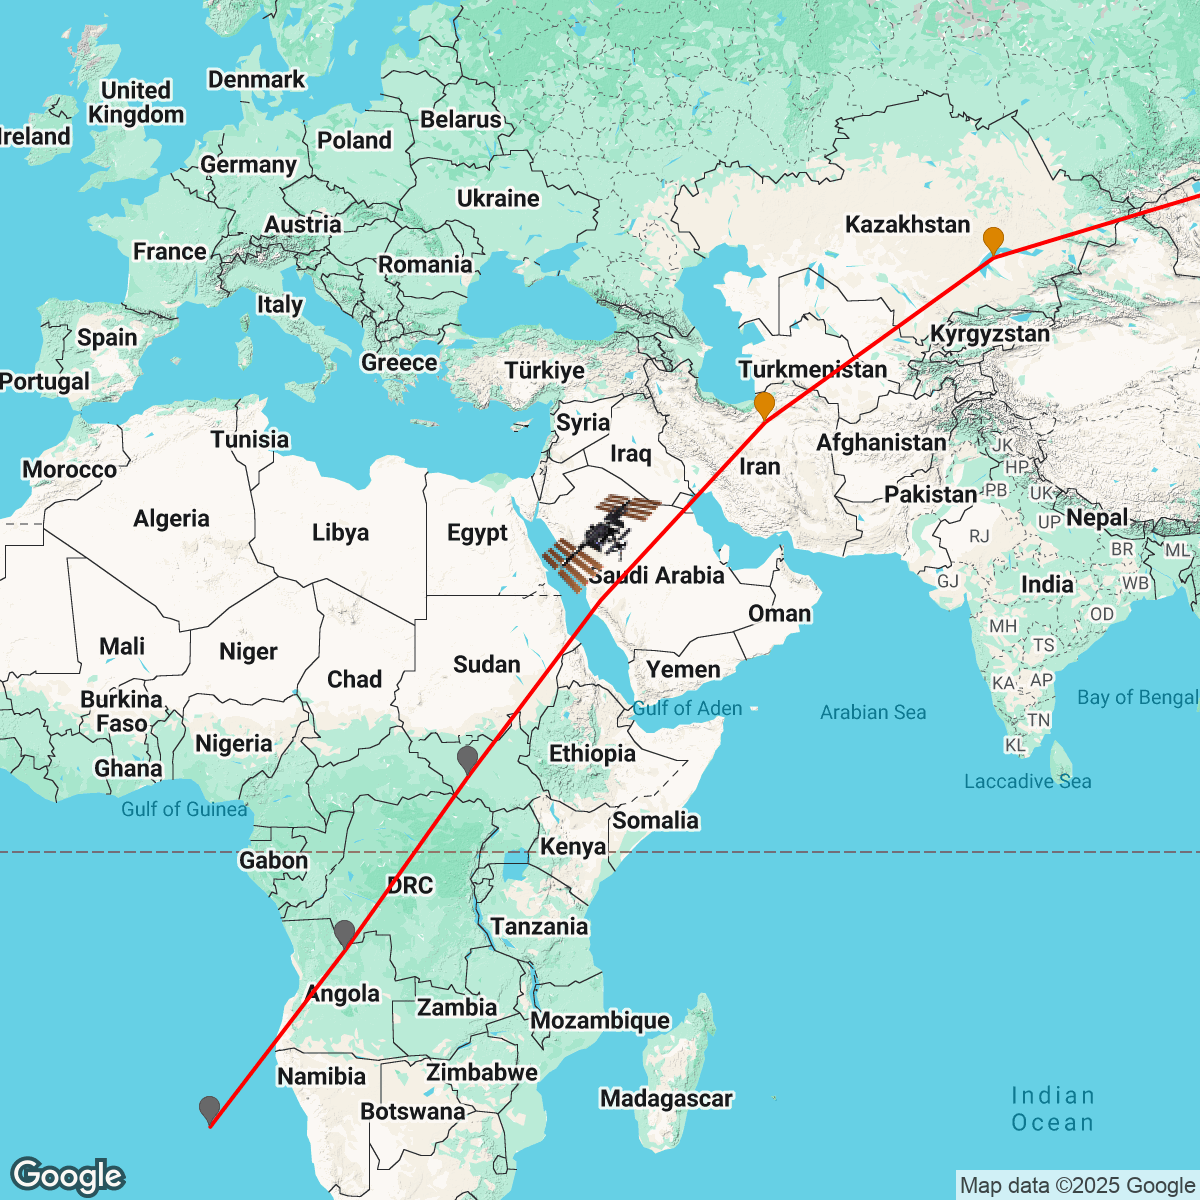 Denmark
United
Kingdom
Ireland
Belarus
Poland
Germany
Ukraine
Austria
Kazakhstan
France
Romania
Italy
Spain
Kyrgyzstan
Greece
Türkiye
Turkmenistan
Portugal
Syria
Tunisia
Afghanistan
JK
Iraq
Iran
HP
Morocco
Pakistan
PB
UK
Algeria
Libya
Egypt
UP
Nepal
RJ
BR
ML
Saudi Arabia
GJ
India
WB
Oman
OD
Mali
Niger
Sudan
MH
TS
Chad
Yemen
KA
AP
Burkina
Faso
Gulf of Aden
Arabian Sea
Bay of Bengal
TN
Nigeria
Ethiopia
KL
Ghana
Laccadive Sea
Gulf of Guinea
Somalia
Gabon
Kenya
DRC
Tanzania
Angola
Zambia
Mozambique
Namibia
Zimbabwe
Madagascar
Botswana
Indian
Ocean
Google
Map data ©2025 Google